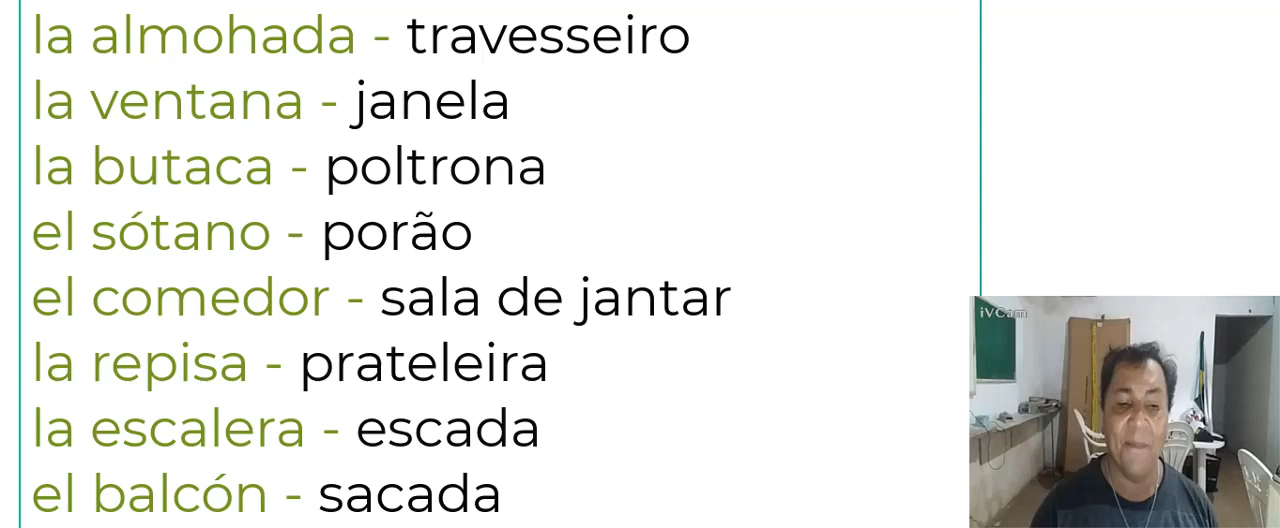 la almohada - travesseiro
la ventana - janela
la butaca - poltrona
el sótano - porão
el comedor - sala de jantar
la repisa - prateleira
la escalera - escada
el balcón - sacada
iVCam